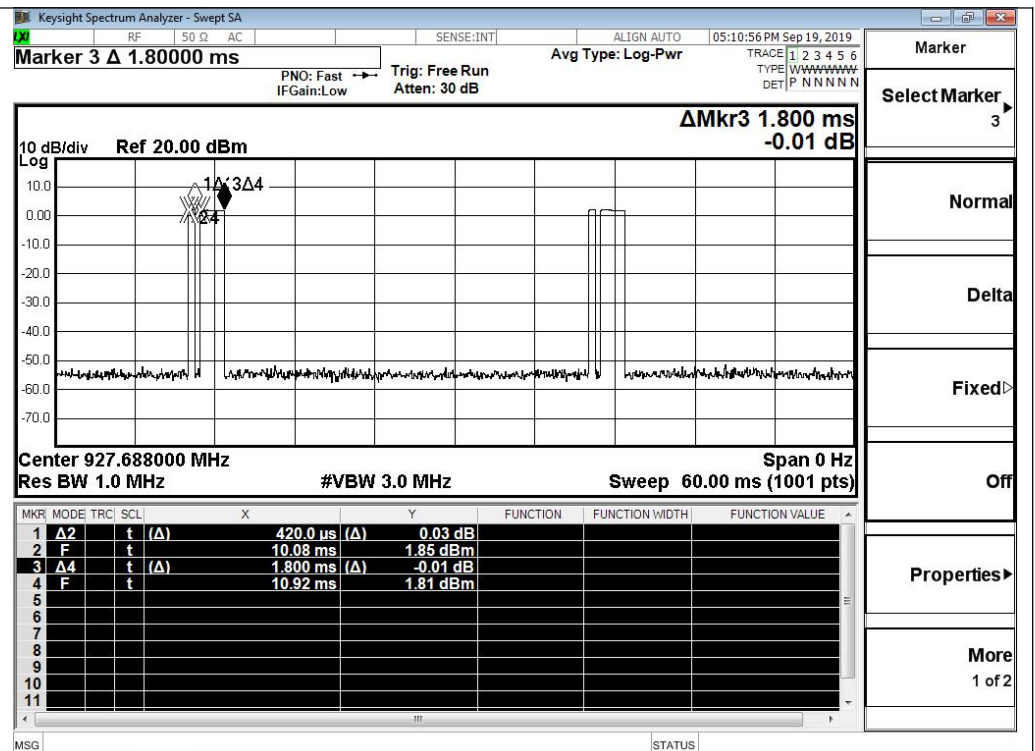 Keysight Spectrum Analyzer - Swept SA
LXI RF 50 Ω AC SENSE:INT ALIGN AUTO 05:10:56 PM Sep 19, 2019
Marker 3 Δ 1.80000 ms
PNO: Fast
IFGain:Low
Trig: Free Run
Atten: 30 dB
Avg Type: Log-Pwr
TRACE 1 2 3 4 5 6
TYPE WWWWWW
DET P N N N N N
ΔMkr3 1.800 ms
-0.01 dB
10 dB/div Ref 20.00 dBm
Log
1Δ 3Δ4
24
10.0
0.00
-10.0
-20.0
-30.0
-40.0
-50.0
-60.0
-70.0
Center 927.688000 MHz Span 0 Hz
Res BW 1.0 MHz #VBW 3.0 MHz Sweep 60.00 ms (1001 pts)
MKR MODE TRC SCL X Y FUNCTION FUNCTION WIDTH FUNCTION VALUE
1 Δ2 t (Δ) 420.0 µs (Δ) 0.03 dB
2 F t 10.08 ms 1.85 dBm
3 Δ4 t (Δ) 1.800 ms (Δ) -0.01 dB
4 F t 10.92 ms 1.81 dBm
5
6
7
8
9
10
11
MSG STATUS
Marker
Select Marker
3
Normal
Delta
Fixed
Off
Properties
More
1 of 2